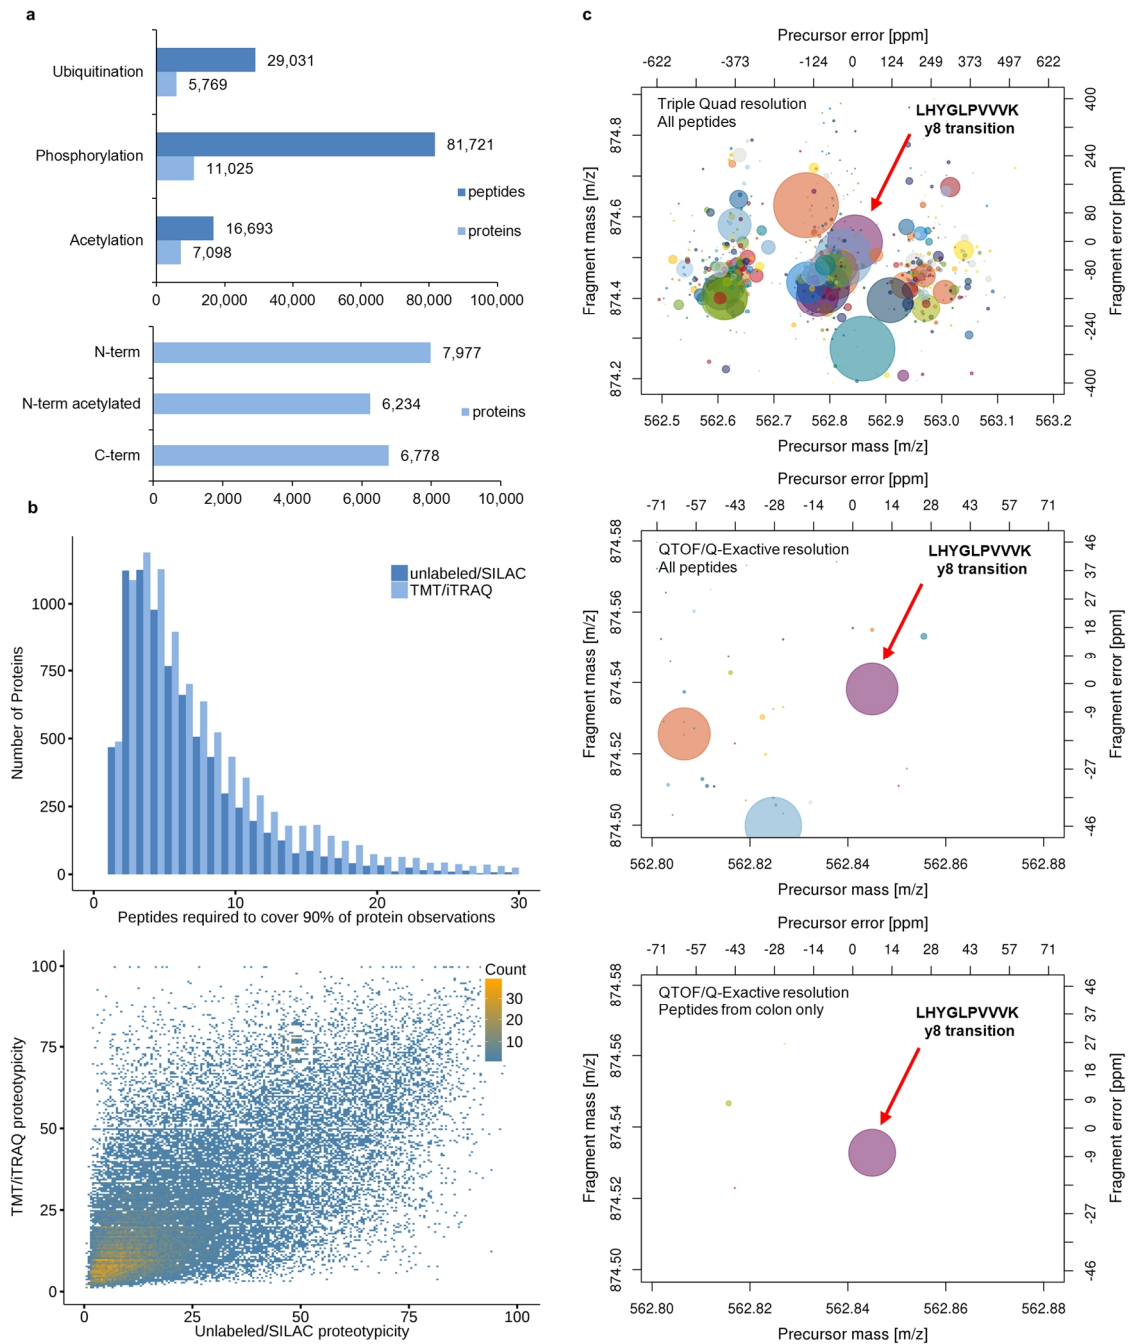 a
Ubiquitination
29,031
5,769
Phosphorylation
81,721
11,025
peptides
Acetylation
16,693
7,098
proteins
0 20,000 40,000 60,000 80,000 100,000
N-term
7,977
N-term acetylated
6,234
proteins
C-term
6,778
0 2,000 4,000 6,000 8,000 10,000
b
unlabeled/SILAC
TMT/iTRAQ
Number of Proteins
1000
750
500
250
0
0 10 20 30
Peptides required to cover 90% of protein observations
TMT/iTRAQ proteotypicity
100
75
50
25
0
Count
30
20
10
0 25 50 75 100
Unlabeled/SILAC proteotypicity
c
Precursor error [ppm]
-622 -373 -124 0 124 249 373 497 622
Triple Quad resolution
All peptides
LHYGLPVVVK
y8 transition
Fragment mass [m/z]
874.8
874.6
874.4
874.2
Fragment error [ppm]
400
240
80
0
-80
-240
-400
562.5 562.6 562.7 562.8 562.9 563.0 563.1 563.2
Precursor mass [m/z]
Precursor error [ppm]
-71 -57 -43 -28 -14 0 14 28 43 57 71
QTOF/Q-Exactive resolution
All peptides
LHYGLPVVVK
y8 transition
Fragment mass [m/z]
874.58
874.56
874.54
874.52
874.50
Fragment error [ppm]
46
37
27
18
9
0
-9
-27
-46
562.80 562.82 562.84 562.86 562.88
Precursor mass [m/z]
Precursor error [ppm]
-71 -57 -43 -28 -14 0 14 28 43 57 71
QTOF/Q-Exactive resolution
Peptides from colon only
LHYGLPVVVK
y8 transition
Fragment mass [m/z]
874.58
874.56
874.54
874.52
874.50
Fragment error [ppm]
46
37
27
18
9
0
-9
-27
-46
562.80 562.82 562.84 562.86 562.88
Precursor mass [m/z]